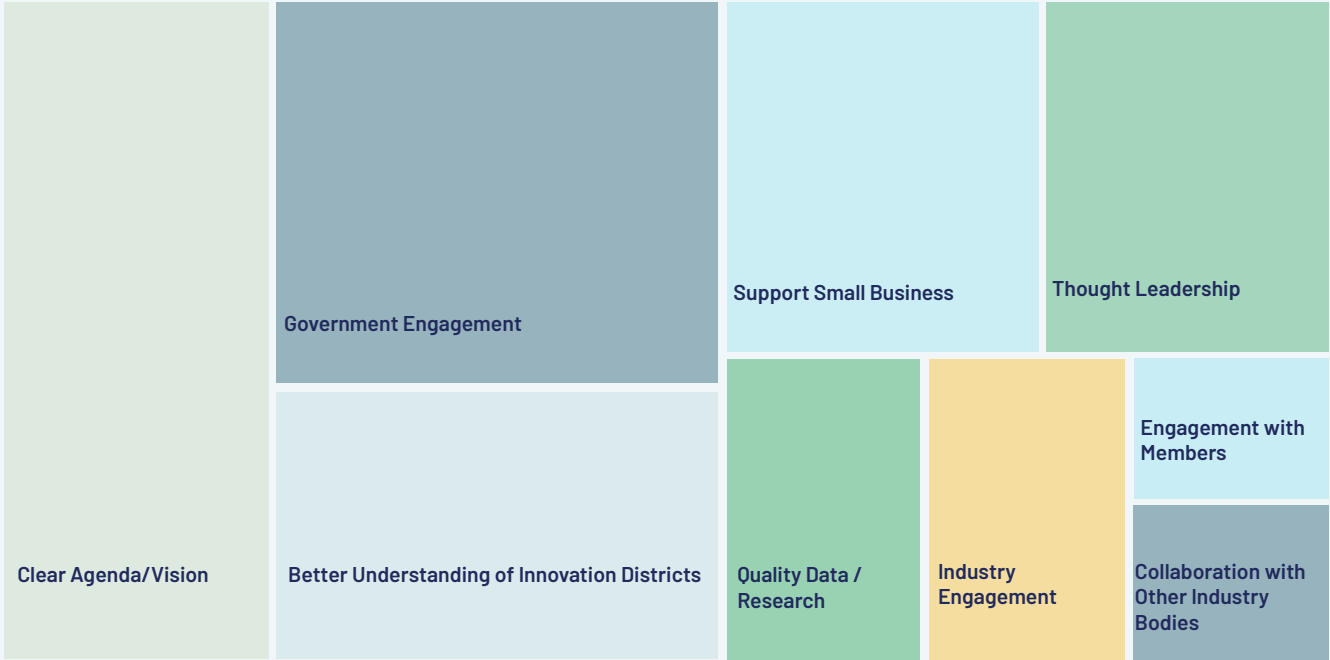 Clear Agenda/Vision
Government Engagement
Better Understanding of Innovation Districts
Support Small Business
Thought Leadership
Quality Data /
Research
Industry
Engagement
Engagement with
Members
Collaboration with
Other Industry
Bodies